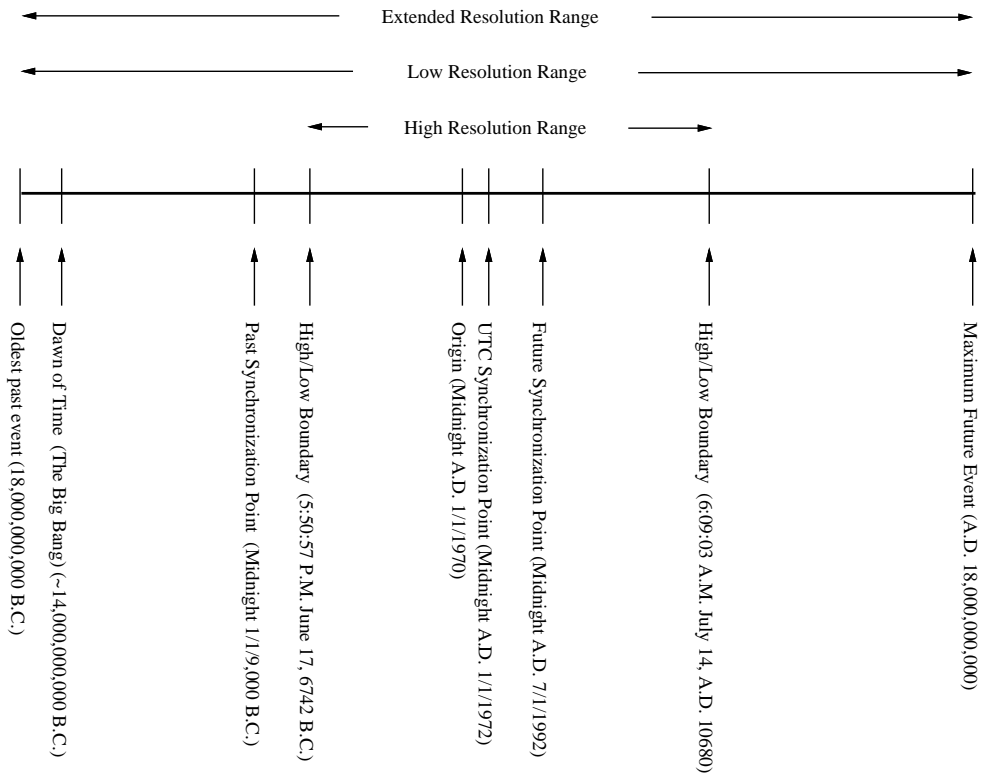 Extended Resolution Range
Low Resolution Range
High Resolution Range
Oldest past event (18,000,000,000 B.C.)
Dawn of Time (The Big Bang) (~14,000,000,000 B.C.)
Past Synchronization Point (Midnight 1/1/9,000 B.C.)
High/Low Boundary (5:50:57 P.M. June 17, 6742 B.C.)
Origin (Midnight A.D. 1/1/1970)
UTC Synchronization Point (Midnight A.D. 1/1/1972)
Future Synchronization Point (Midnight A.D. 7/1/1992)
High/Low Boundary (6:09:03 A.M. July 14, A.D. 10680)
Maximum Future Event (A.D. 18,000,000,000)